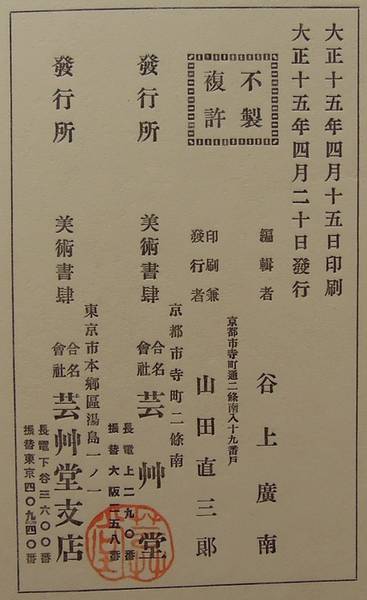 大正十五年四月十五日印刷
大正十五年四月二十日發行
不許
複製
編輯者 谷上廣南
京都市寺町通二條南入十九番戶
印刷兼發行者 山田直三郎
京都市寺町二條南
發行所 美術書肆 合名會社 芸艸堂
長電上二九〇番
振替大阪三五八番
東京市本鄉區湯島一ノ一
發行所 美術書肆 合名會社 芸艸堂支店
長電下谷三六〇〇番
振替東京四〇九四〇番